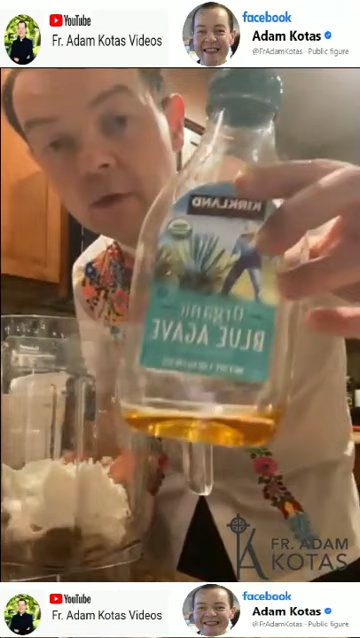 YouTube
Fr. Adam Kotas Videos
facebook
Adam Kotas
@FrAdamKotas · Public figure
KIRKLAND
Organic
BLUE AGAVE
FR. ADAM
KOTAS
YouTube
Fr. Adam Kotas Videos
facebook
Adam Kotas
@FrAdamKotas · Public figure